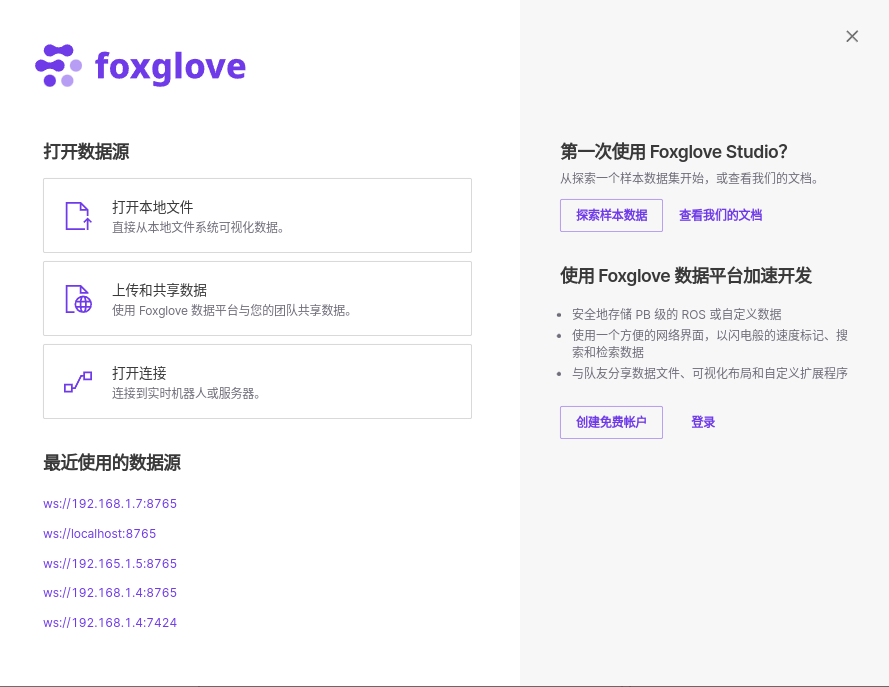 foxglove
打开数据源
打开本地文件
直接从本地文件系统可视化数据。
上传和共享数据
使用 Foxglove 数据平台与您的团队共享数据。
打开连接
连接到实时机器人或服务器。
最近使用的数据源
ws://192.168.1.7:8765
ws://localhost:8765
ws://192.165.1.5:8765
ws://192.168.1.4:8765
ws://192.168.1.4:7424
第一次使用 Foxglove Studio?
从探索一个样本数据集开始，或查看我们的文档。
探索样本数据 查看我们的文档
使用 Foxglove 数据平台加速开发
• 安全地存储 PB 级的 ROS 或自定义数据
• 使用一个方便的网络界面，以闪电般的速度标记、搜
索和检索数据
• 与队友分享数据文件、可视化布局和自定义扩展程序
创建免费帐户 登录